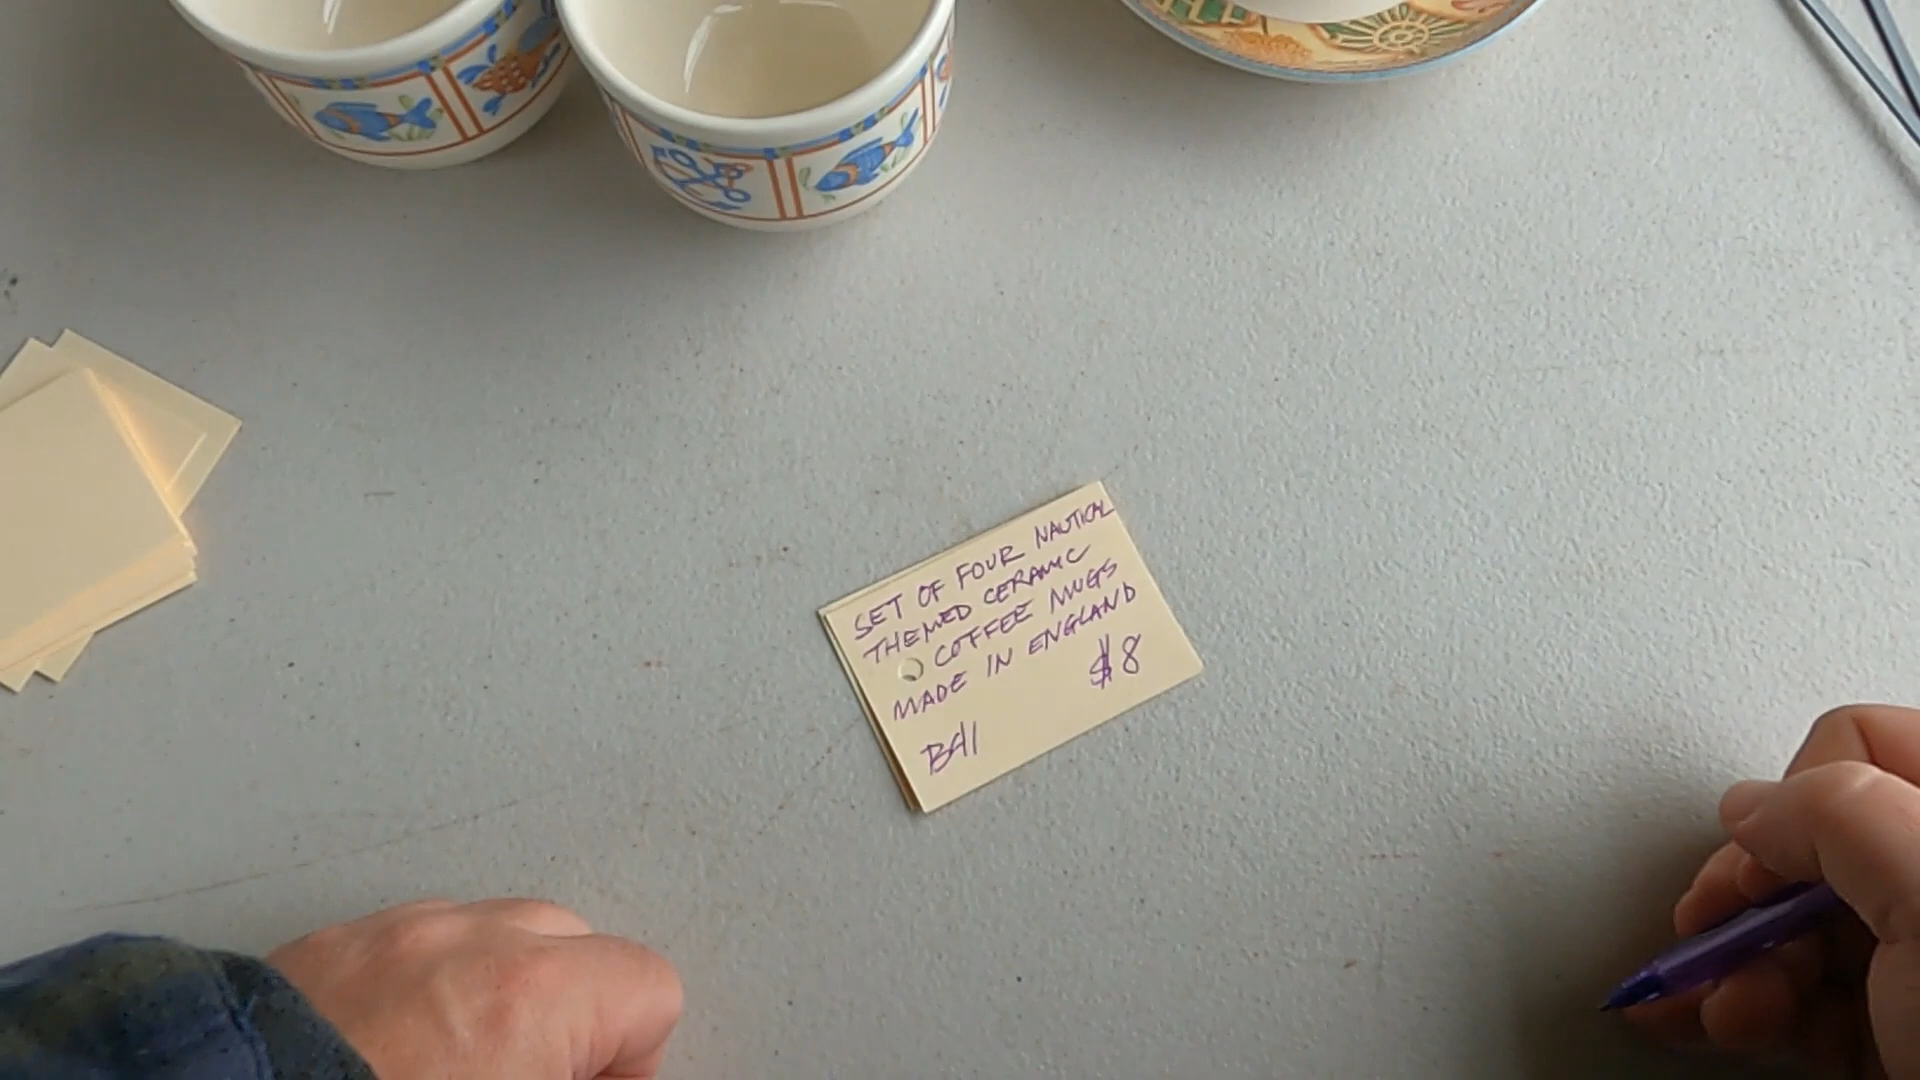 SET OF FOUR NAUTICAL
THEMED CERAMIC
COFFEE MUGS
MADE IN ENGLAND
$8
B41